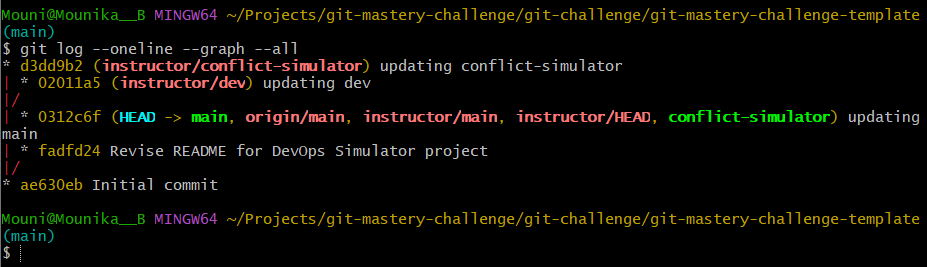 Mouni@Mounika__B MINGW64 ~/Projects/git-mastery-challenge/git-challenge/git-mastery-challenge-template
(main)
$ git log --oneline --graph --all
* d3dd9b2 (instructor/conflict-simulator) updating conflict-simulator
| * 02011a5 (instructor/dev) updating dev
|/
| * 0312c6f (HEAD -> main, origin/main, instructor/main, instructor/HEAD, conflict-simulator) updating
main
| * fadfd24 Revise README for DevOps Simulator project
|/
* ae630eb Initial commit
Mouni@Mounika__B MINGW64 ~/Projects/git-mastery-challenge/git-challenge/git-mastery-challenge-template
(main)
$